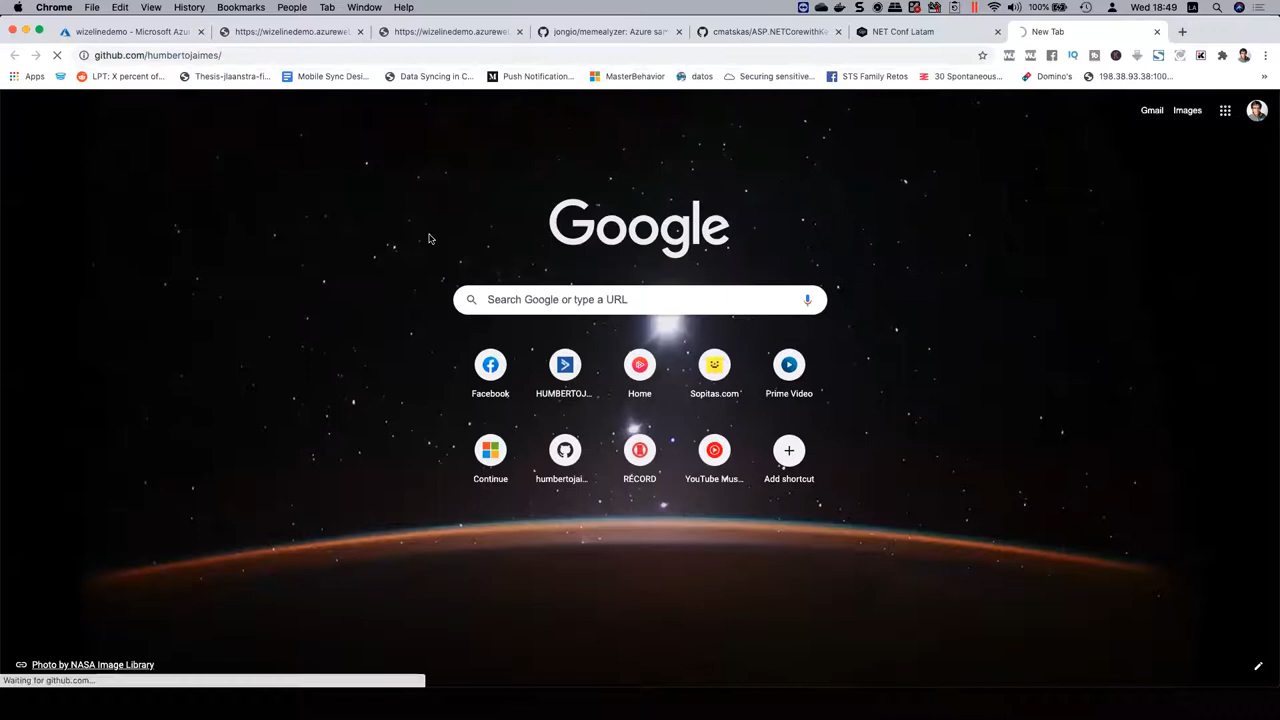 Chrome File Edit View History Bookmarks People Tab Window Help 100% LA Wed 18:49
wizelinedemo - Microsoft Azu https://wizelinedemo.azurewe https://wizelinedemo.azurewe jongio/memealyzer: Azure sam cmatskas/ASP.NETCorewithKe NET Conf Latam New Tab
github.com/humbertojaimes/
Apps LPT: X percent of... Thesis-jlaanstra-fi... Mobile Sync Desi... Data Syncing in C... Push Notification... MasterBehavior datos Securing sensitive... STS Family Retos 30 Spontaneous... Domino's 198.38.93.38:100... »
Gmail Images
Google
Search Google or type a URL
Facebook HUMBERTOJ... Home Sopitas.com Prime Video
Continue humbertojai... RÉCORD YouTube Mus... Add shortcut
Photo by NASA Image Library
Waiting for github.com...